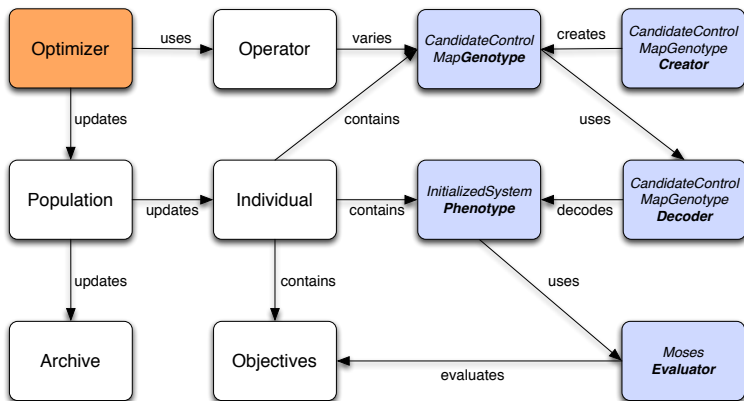 Optimizer
uses
Operator
varies
CandidateControl
MapGenotype
creates
CandidateControl
MapGenotype
Creator
updates
contains
uses
Population
updates
Individual
contains
InitializedSystem
Phenotype
decodes
CandidateControl
MapGenotype
Decoder
updates
contains
uses
Archive
Objectives
evaluates
Moses
Evaluator